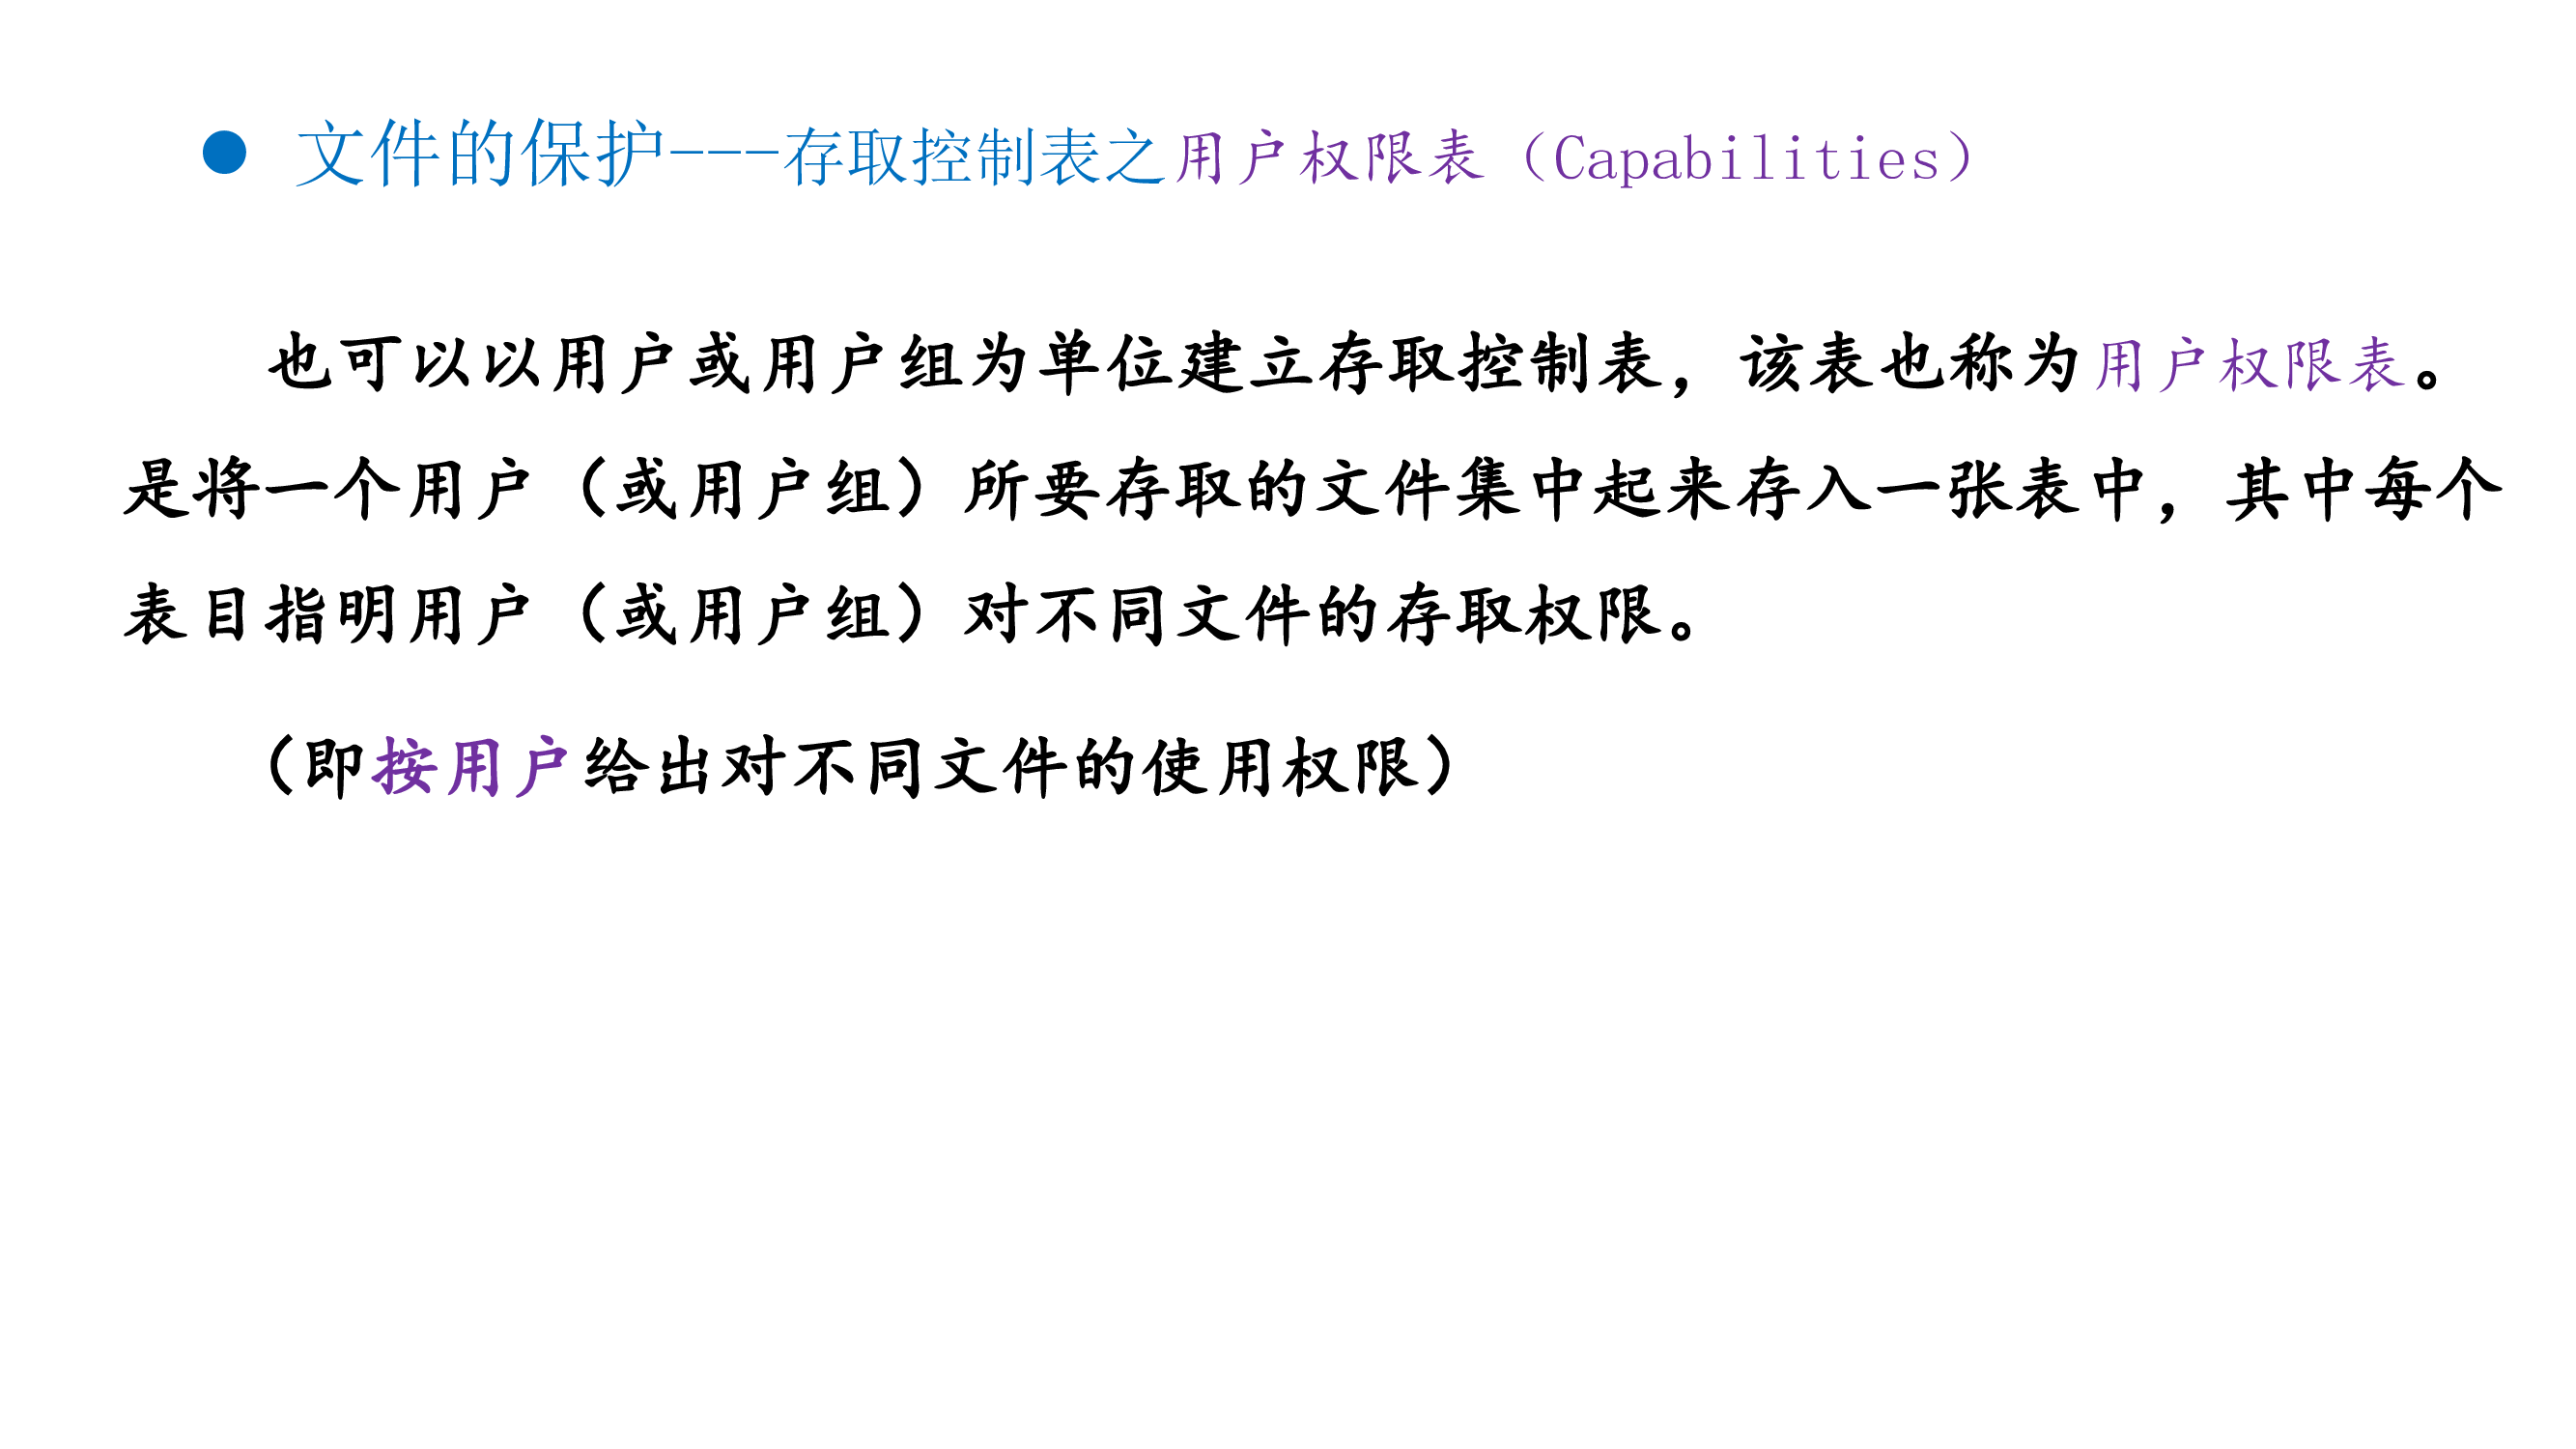 ● 文件的保护---存取控制表之用户权限表（Capabilities）
也可以以用户或用户组为单位建立存取控制表，该表也称为用户权限表。
是将一个用户（或用户组）所要存取的文件集中起来存入一张表中，其中每个
表目指明用户（或用户组）对不同文件的存取权限。
（即按用户给出对不同文件的使用权限）